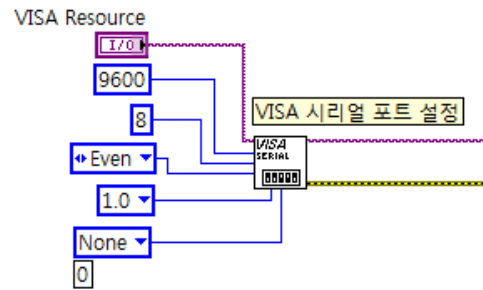 VISA Resource
I/O
9600
VISA 시리얼 포트 설정
8
VISA
SERIAL
Even
1.0
None
0